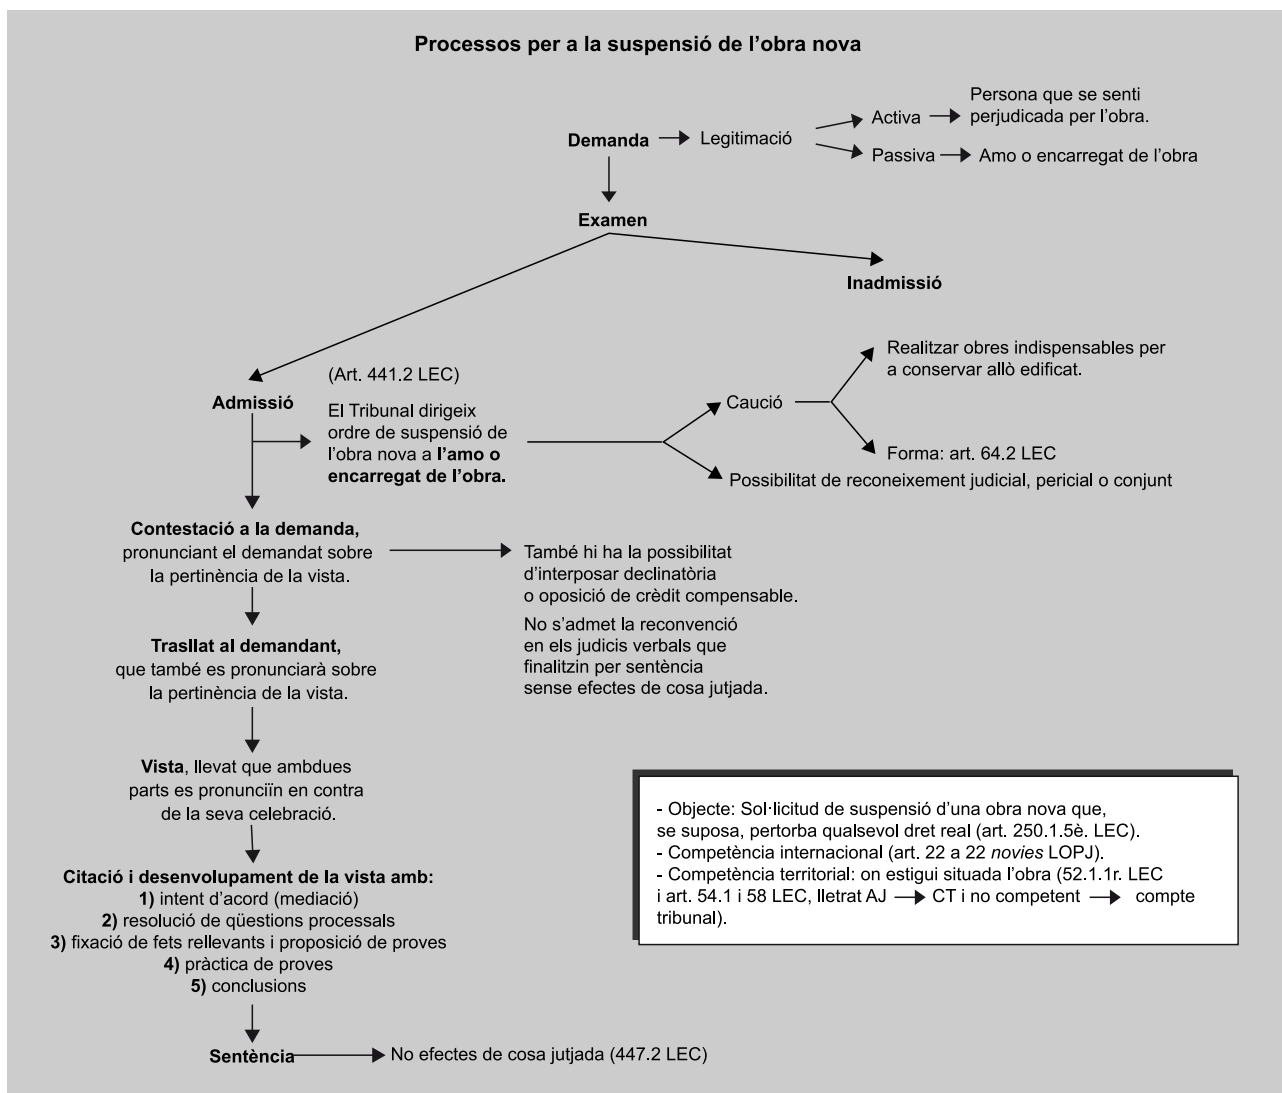 Processos per a la suspensió de l'obra nova
Demanda
Legitimació
Activa
Persona que se senti
perjudicada per l'obra.
Passiva
Amo o encarregat de l'obra
Examen
Inadmissió
Admissió
(Art. 441.2 LEC)
El Tribunal dirigeix
ordre de suspensió de
l'obra nova a l'amo o
encarregat de l'obra.
Caució
Realitzar obres indispensables per
a conservar allò edificat.
Forma: art. 64.2 LEC
Possibilitat de reconeixement judicial, pericial o conjunt
Contestació a la demanda,
pronunciant el demandat sobre
la pertinència de la vista.
També hi ha la possibilitat
d'interposar declinatòria
o oposició de crèdit compensable.
No s'admet la reconvenció
en els judicis verbals que
finalitzin per sentència
sense efectes de cosa jutjada.
Trasllat al demandant,
que també es pronunciarà sobre
la pertinència de la vista.
Vista, llevat que ambdues
parts es pronunciïn en contra
de la seva celebració.
Citació i desenvolupament de la vista amb:
1) intent d'acord (mediació)
2) resolució de qüestions processals
3) fixació de fets rellevants i proposició de proves
4) pràctica de proves
5) conclusions
Sentència
No efectes de cosa jutjada (447.2 LEC)
- Objecte: Sol·licitud de suspensió d'una obra nova que,
se suposa, pertorba qualsevol dret real (art. 250.1.5è. LEC).
- Competència internacional (art. 22 a 22 novies LOPJ).
- Competència territorial: on estigui situada l'obra (52.1.1r. LEC
i art. 54.1 i 58 LEC, lletrat AJ → CT i no competent → compte
tribunal).